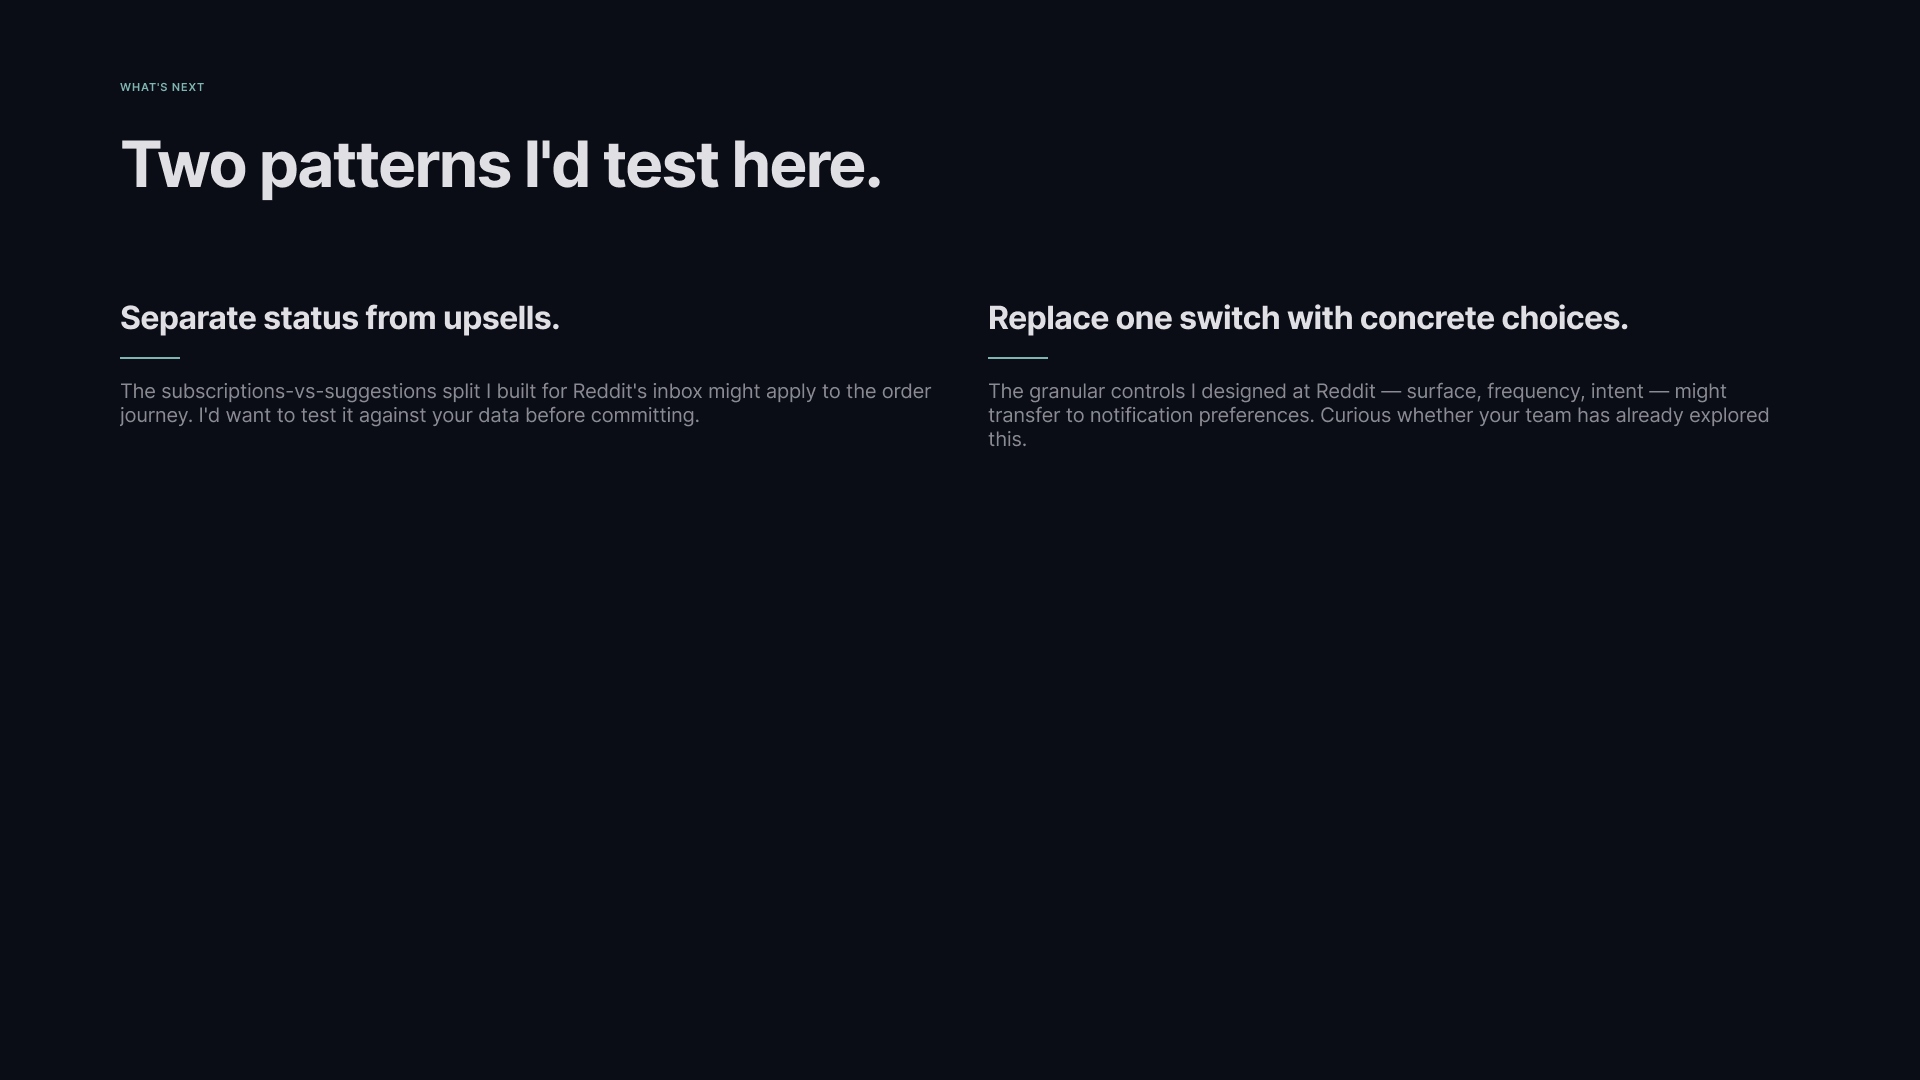 WHAT'S NEXT
Two patterns I'd test here.
Separate status from upsells.
The subscriptions-vs-suggestions split I built for Reddit's inbox might apply to the order
journey. I'd want to test it against your data before committing.
Replace one switch with concrete choices.
The granular controls I designed at Reddit — surface, frequency, intent — might
transfer to notification preferences. Curious whether your team has already explored
this.